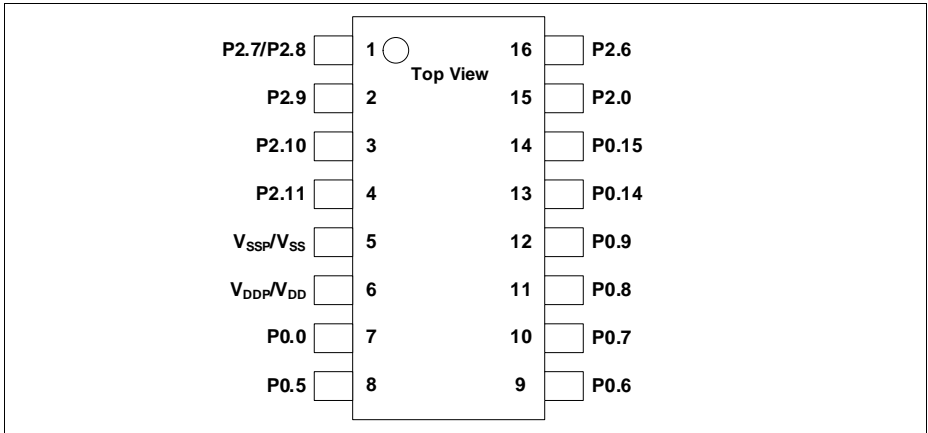 P2.7/P2.8 1 16 P2.6
Top View
P2.9 2 15 P2.0
P2.10 3 14 P0.15
P2.11 4 13 P0.14
VSSP/VSS 5 12 P0.9
VDDP/VDD 6 11 P0.8
P0.0 7 10 P0.7
P0.5 8 9 P0.6